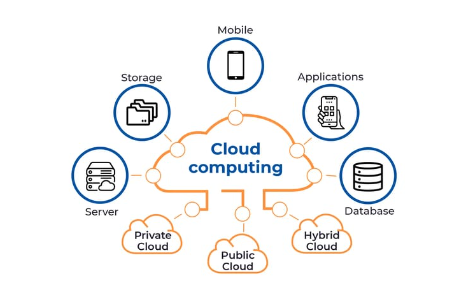 Mobile
Storage
Applications
Cloud
computing
Server
Database
Private
Cloud
Public
Cloud
Hybrid
Cloud